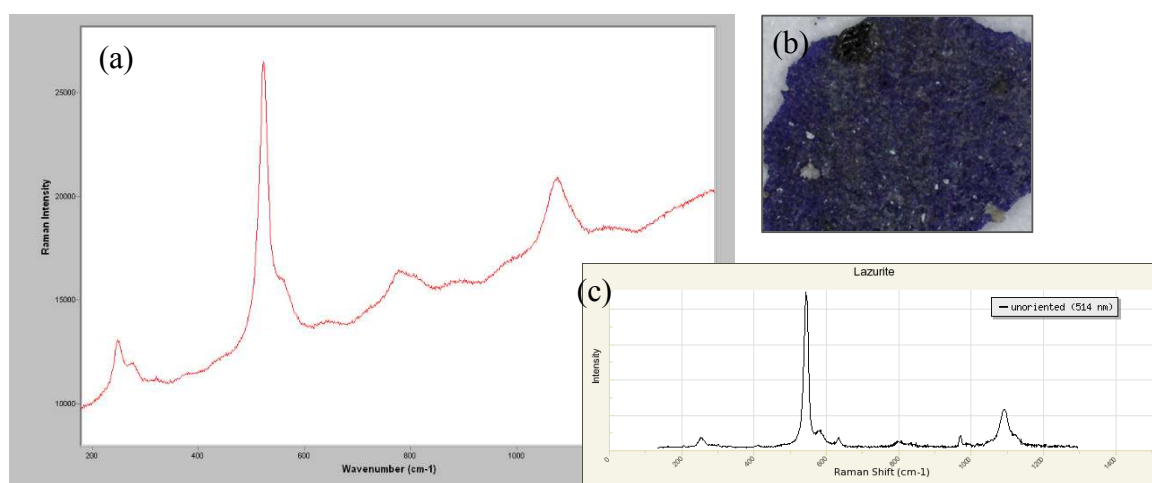 (a)
25000
20000
15000
10000
Raman Intensity
200 400 600 800 1000
Wavenumber (cm-1)
(b)
(c)
Lazurite
unoriented (514 nm)
Intensity
0 200 400 600 800 1000 1200 1400
Raman Shift (cm-1)